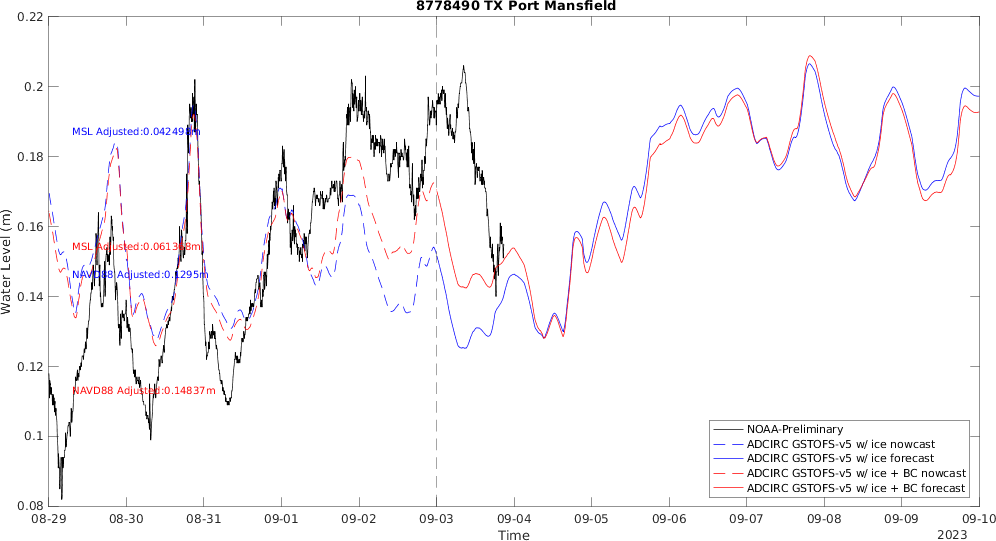 8778490 TX Port Mansfield
0.22
0.2
0.18
0.16
0.14
0.12
0.1
0.08
Water Level (m)
MSL Adjusted:0.042498m
MSL Adjusted:0.061368m
NAVD88 Adjusted:0.1295m
NAVD88 Adjusted:0.14837m
NOAA-Preliminary
ADCIRC GSTOFS-v5 w/ ice nowcast
ADCIRC GSTOFS-v5 w/ ice forecast
ADCIRC GSTOFS-v5 w/ ice + BC nowcast
ADCIRC GSTOFS-v5 w/ ice + BC forecast
08-29 08-30 08-31 09-01 09-02 09-03 09-04 09-05 09-06 09-07 09-08 09-09 09-10
Time
2023